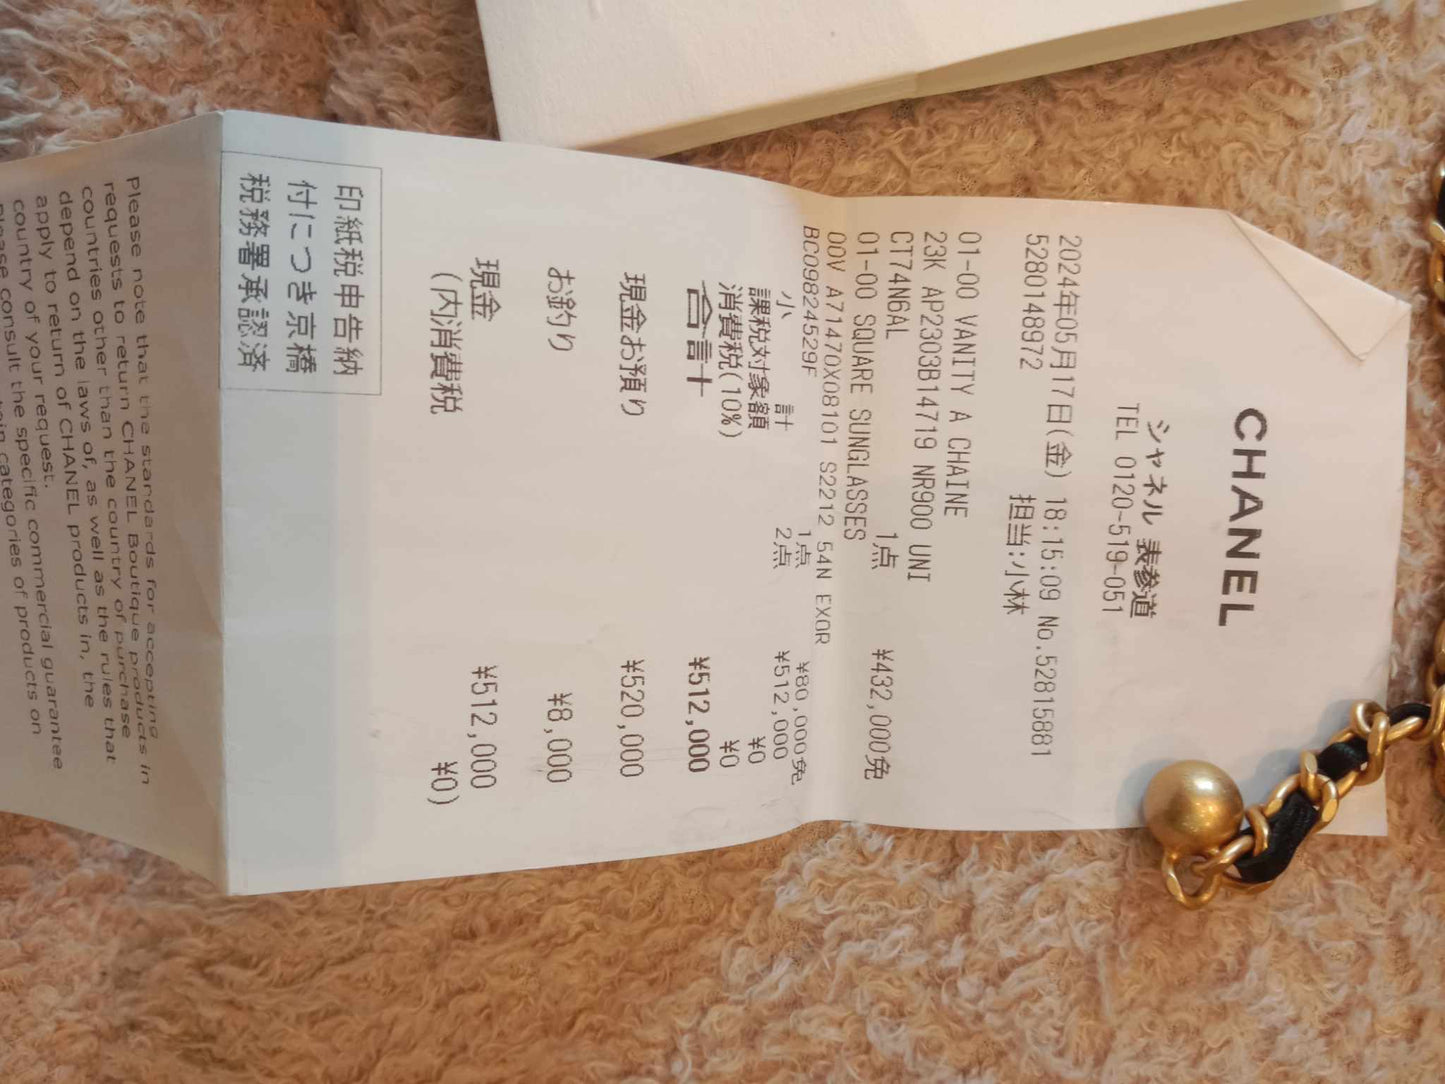 CHANEL
シャネル 表参道
TEL 0120-519-051
2024年05月17日(金) 18:15:09 No.52815881
5280148972 担当:小林
01-00 VANITY A CHAINE
23K AP2303B14719 NR900 UNI
CT74N6AL 1点 ¥432,000免
01-00 SQUARE SUNGLASSES
00V A71470X08101 S2212 54N EXOR
BC098245529F 1点 ¥80,000免
小 計 2点 ¥512,000
課税対象額 ¥0
消費税(10%) ¥0
合計 ¥512,000
現金お預り ¥520,000
お釣り ¥8,000
現金 ¥512,000
(内消費税 ¥0)
印紙税申告納
付につき京橋
税務署承認済
Please note that the standards for accepting
requests to return CHANEL Boutique products in
countries other than the country of purchase
depend on the laws of, as well as the rules that
apply to return of CHANEL products in, the
country of your request.
Please consult the specific commercial guarantee
categories of products on